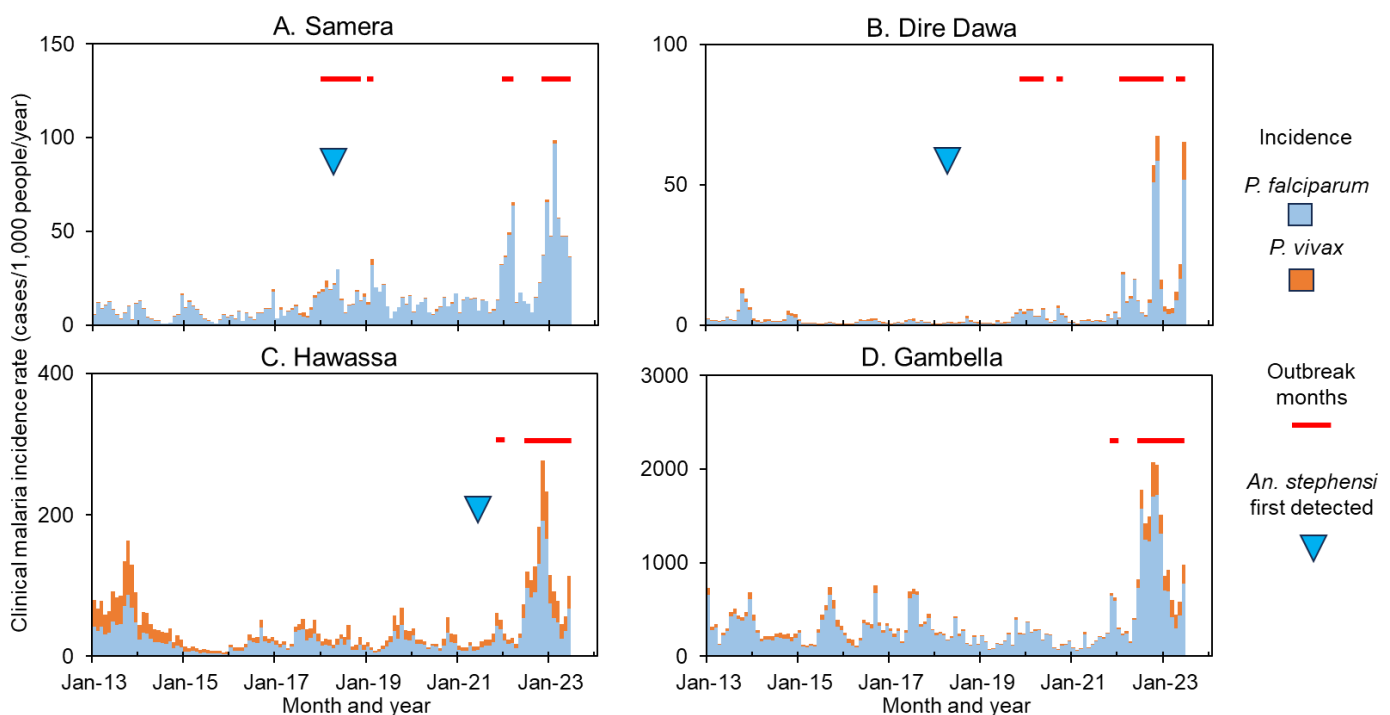 A. Samera
B. Dire Dawa
Clinical malaria incidence rate (cases/1,000 people/year)
150
100
50
0
100
50
0
C. Hawassa
D. Gambella
400
200
0
3000
2000
1000
0
Jan-13 Jan-15 Jan-17 Jan-19 Jan-21 Jan-23
Jan-13 Jan-15 Jan-17 Jan-19 Jan-21 Jan-23
Month and year
Month and year
Incidence
P. falciparum
P. vivax
Outbreak
months
An. stephensi
first detected